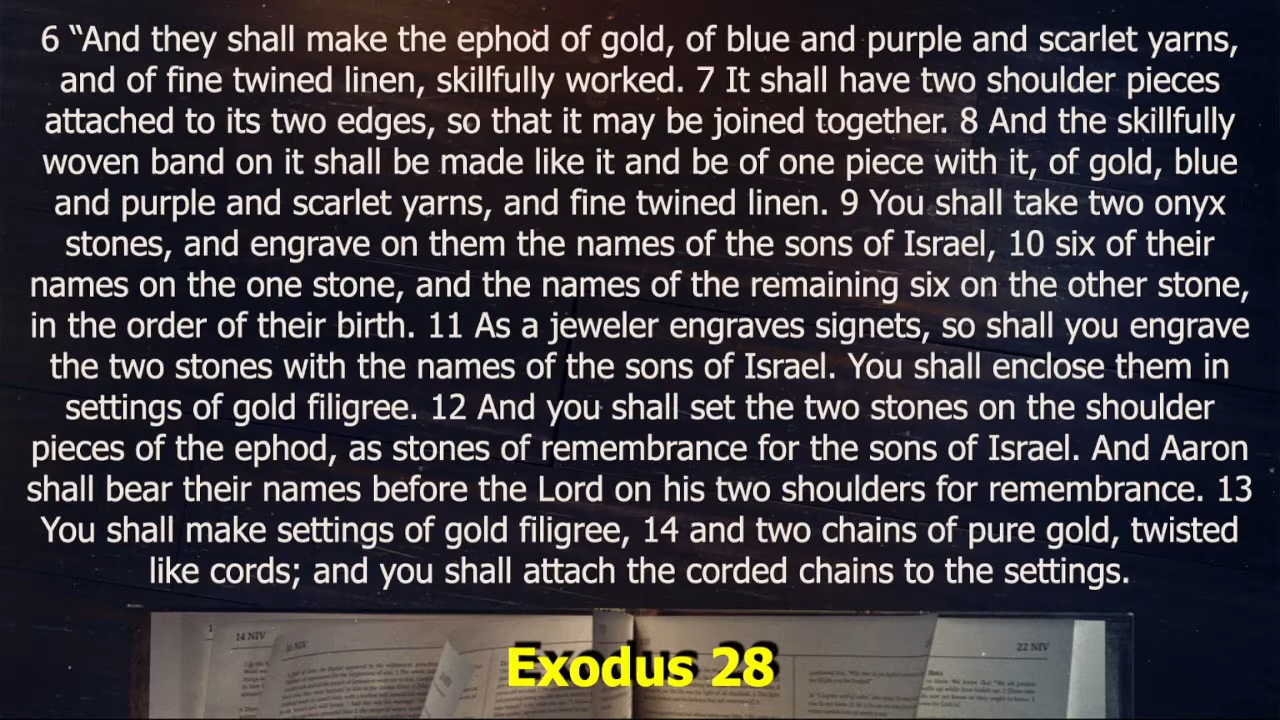 6 “And they shall make the ephod of gold, of blue and purple and scarlet yarns,
and of fine twined linen, skillfully worked. 7 It shall have two shoulder pieces
attached to its two edges, so that it may be joined together. 8 And the skillfully
woven band on it shall be made like it and be of one piece with it, of gold, blue
and purple and scarlet yarns, and fine twined linen. 9 You shall take two onyx
stones, and engrave on them the names of the sons of Israel, 10 six of their
names on the one stone, and the names of the remaining six on the other stone,
in the order of their birth. 11 As a jeweler engraves signets, so shall you engrave
the two stones with the names of the sons of Israel. You shall enclose them in
settings of gold filigree. 12 And you shall set the two stones on the shoulder
pieces of the ephod, as stones of remembrance for the sons of Israel. And Aaron
shall bear their names before the Lord on his two shoulders for remembrance. 13
You shall make settings of gold filigree, 14 and two chains of pure gold, twisted
like cords; and you shall attach the corded chains to the settings.
14 NIV
22 NIV
Exodus 28